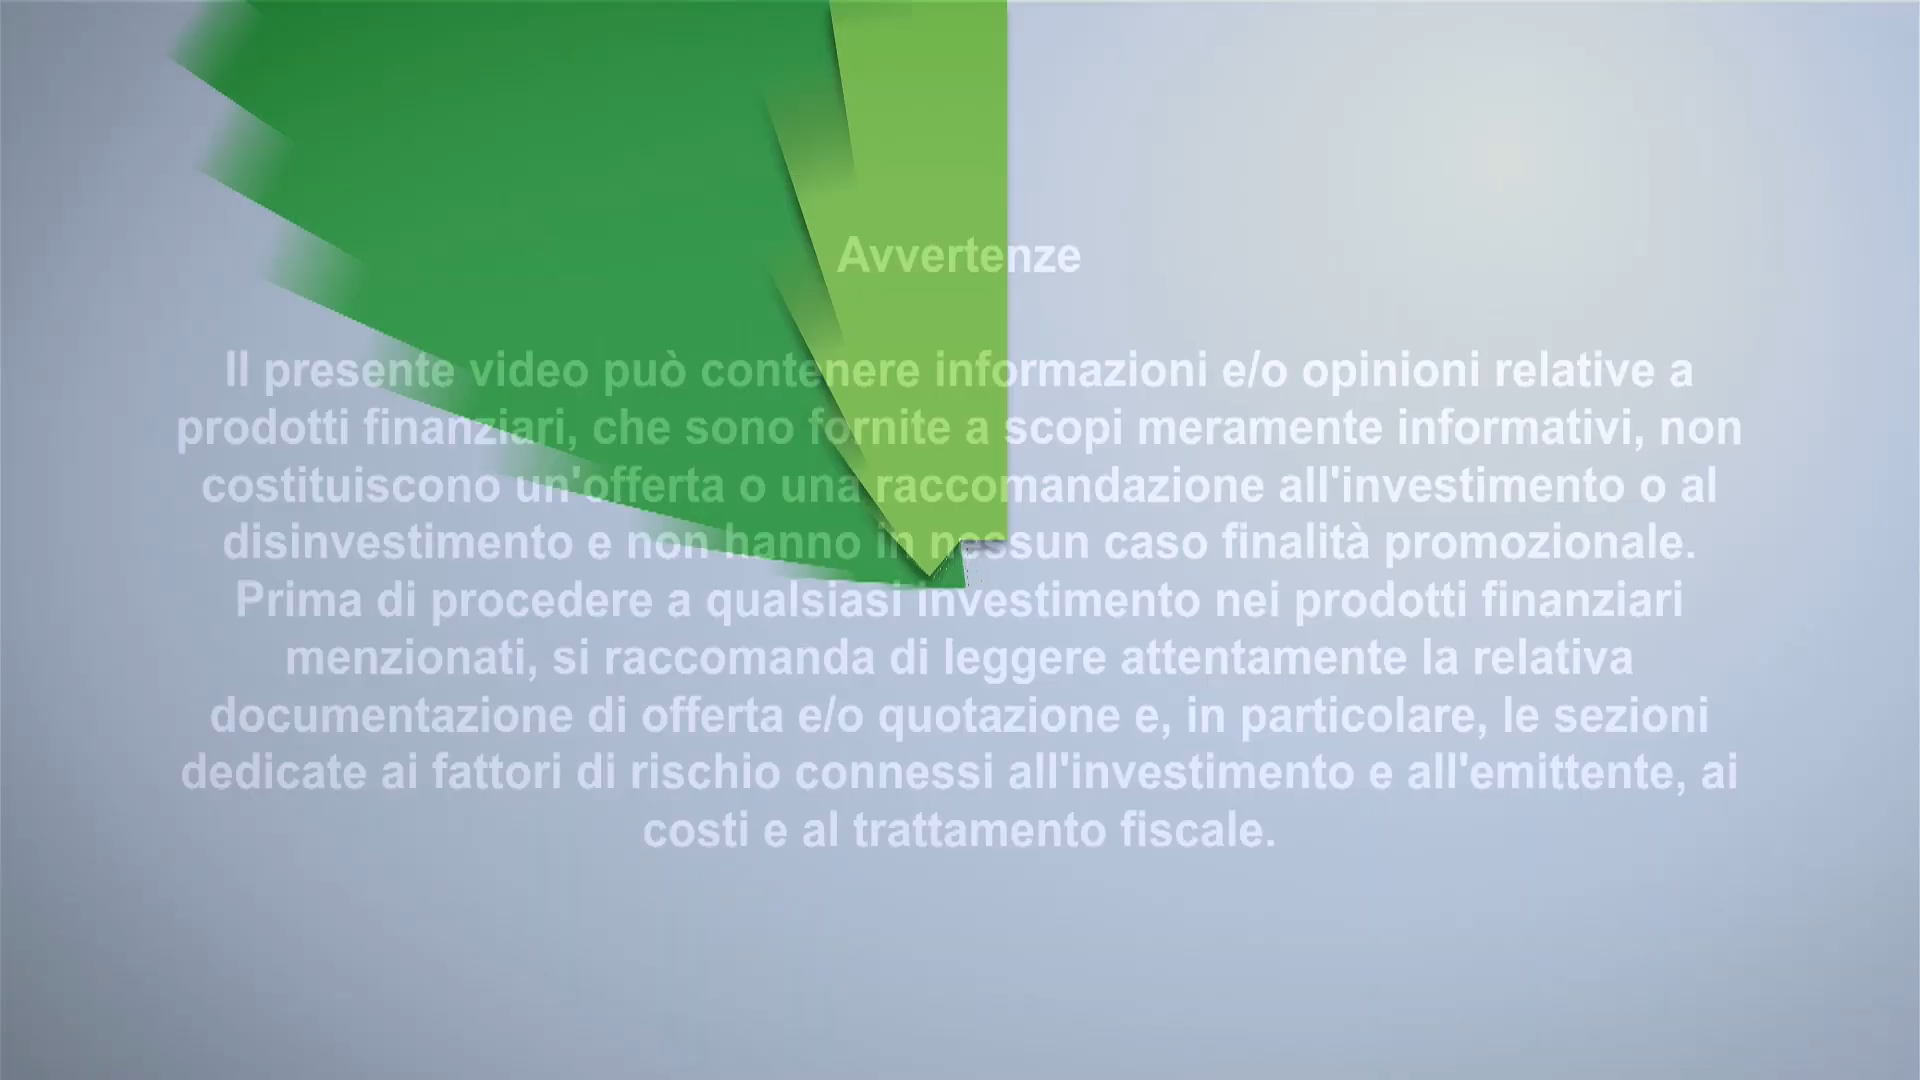 Avvertenze
Il presente video può contenere informazioni e/o opinioni relative a
prodotti finanziari, che sono fornite a scopi meramente informativi, non
costituiscono un'offerta o una raccomandazione all'investimento o al
disinvestimento e non hanno in nessun caso finalità promozionale.
Prima di procedere a qualsiasi investimento nei prodotti finanziari
menzionati, si raccomanda di leggere attentamente la relativa
documentazione di offerta e/o quotazione e, in particolare, le sezioni
dedicate ai fattori di rischio connessi all'investimento e all'emittente, ai
costi e al trattamento fiscale.